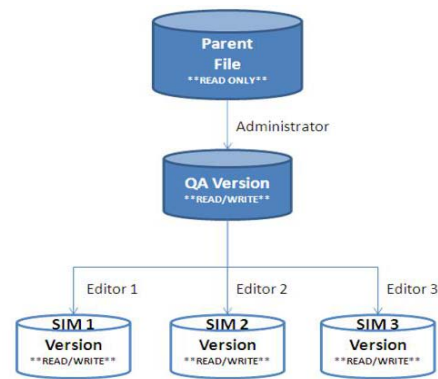 Parent
File
**READ ONLY**
Administrator
QA Version
**READ/WRITE**
Editor 1
Editor 2
Editor 3
SIM 1
Version
**READ/WRITE**
SIM 2
Version
**READ/WRITE**
SIM 3
Version
**READ/WRITE**